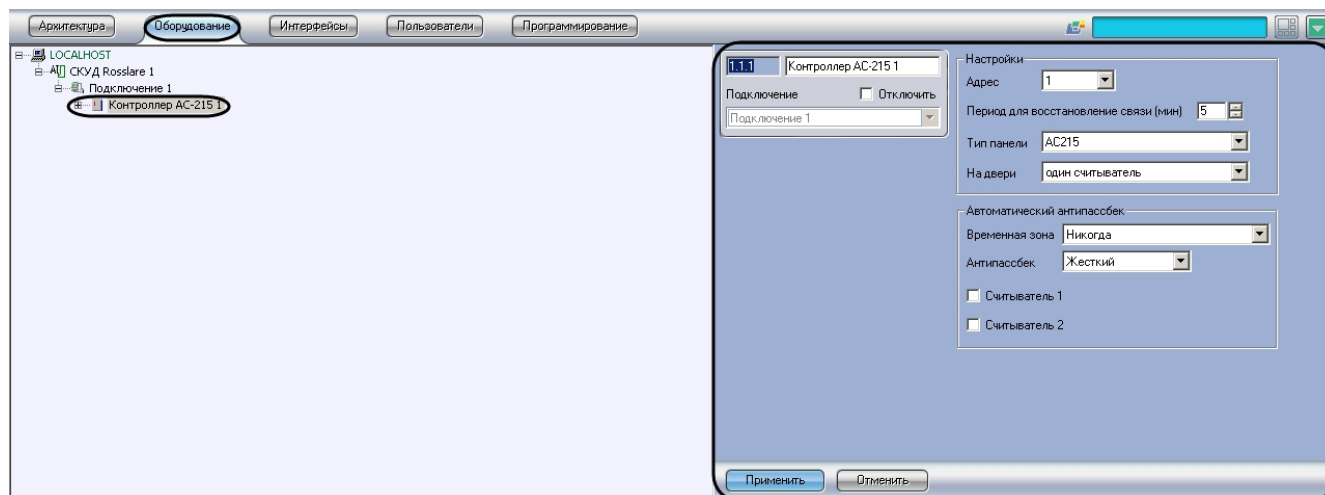 Архитектура Оборудование Интерфейсы Пользователи Программирование
LOCALHOST
СКУД Rosslare 1
Подключение 1
Контроллер AC-215 1
1.1.1 Контроллер AC-215 1
Подключение Отключить
Подключение 1
Настройки
Адрес 1
Период для восстановление связи (мин) 5
Тип панели AC215
На двери один считыватель
Автоматический антипассбек
Временная зона Никогда
Антипассбек Жесткий
Считыватель 1
Считыватель 2
Применить Отменить